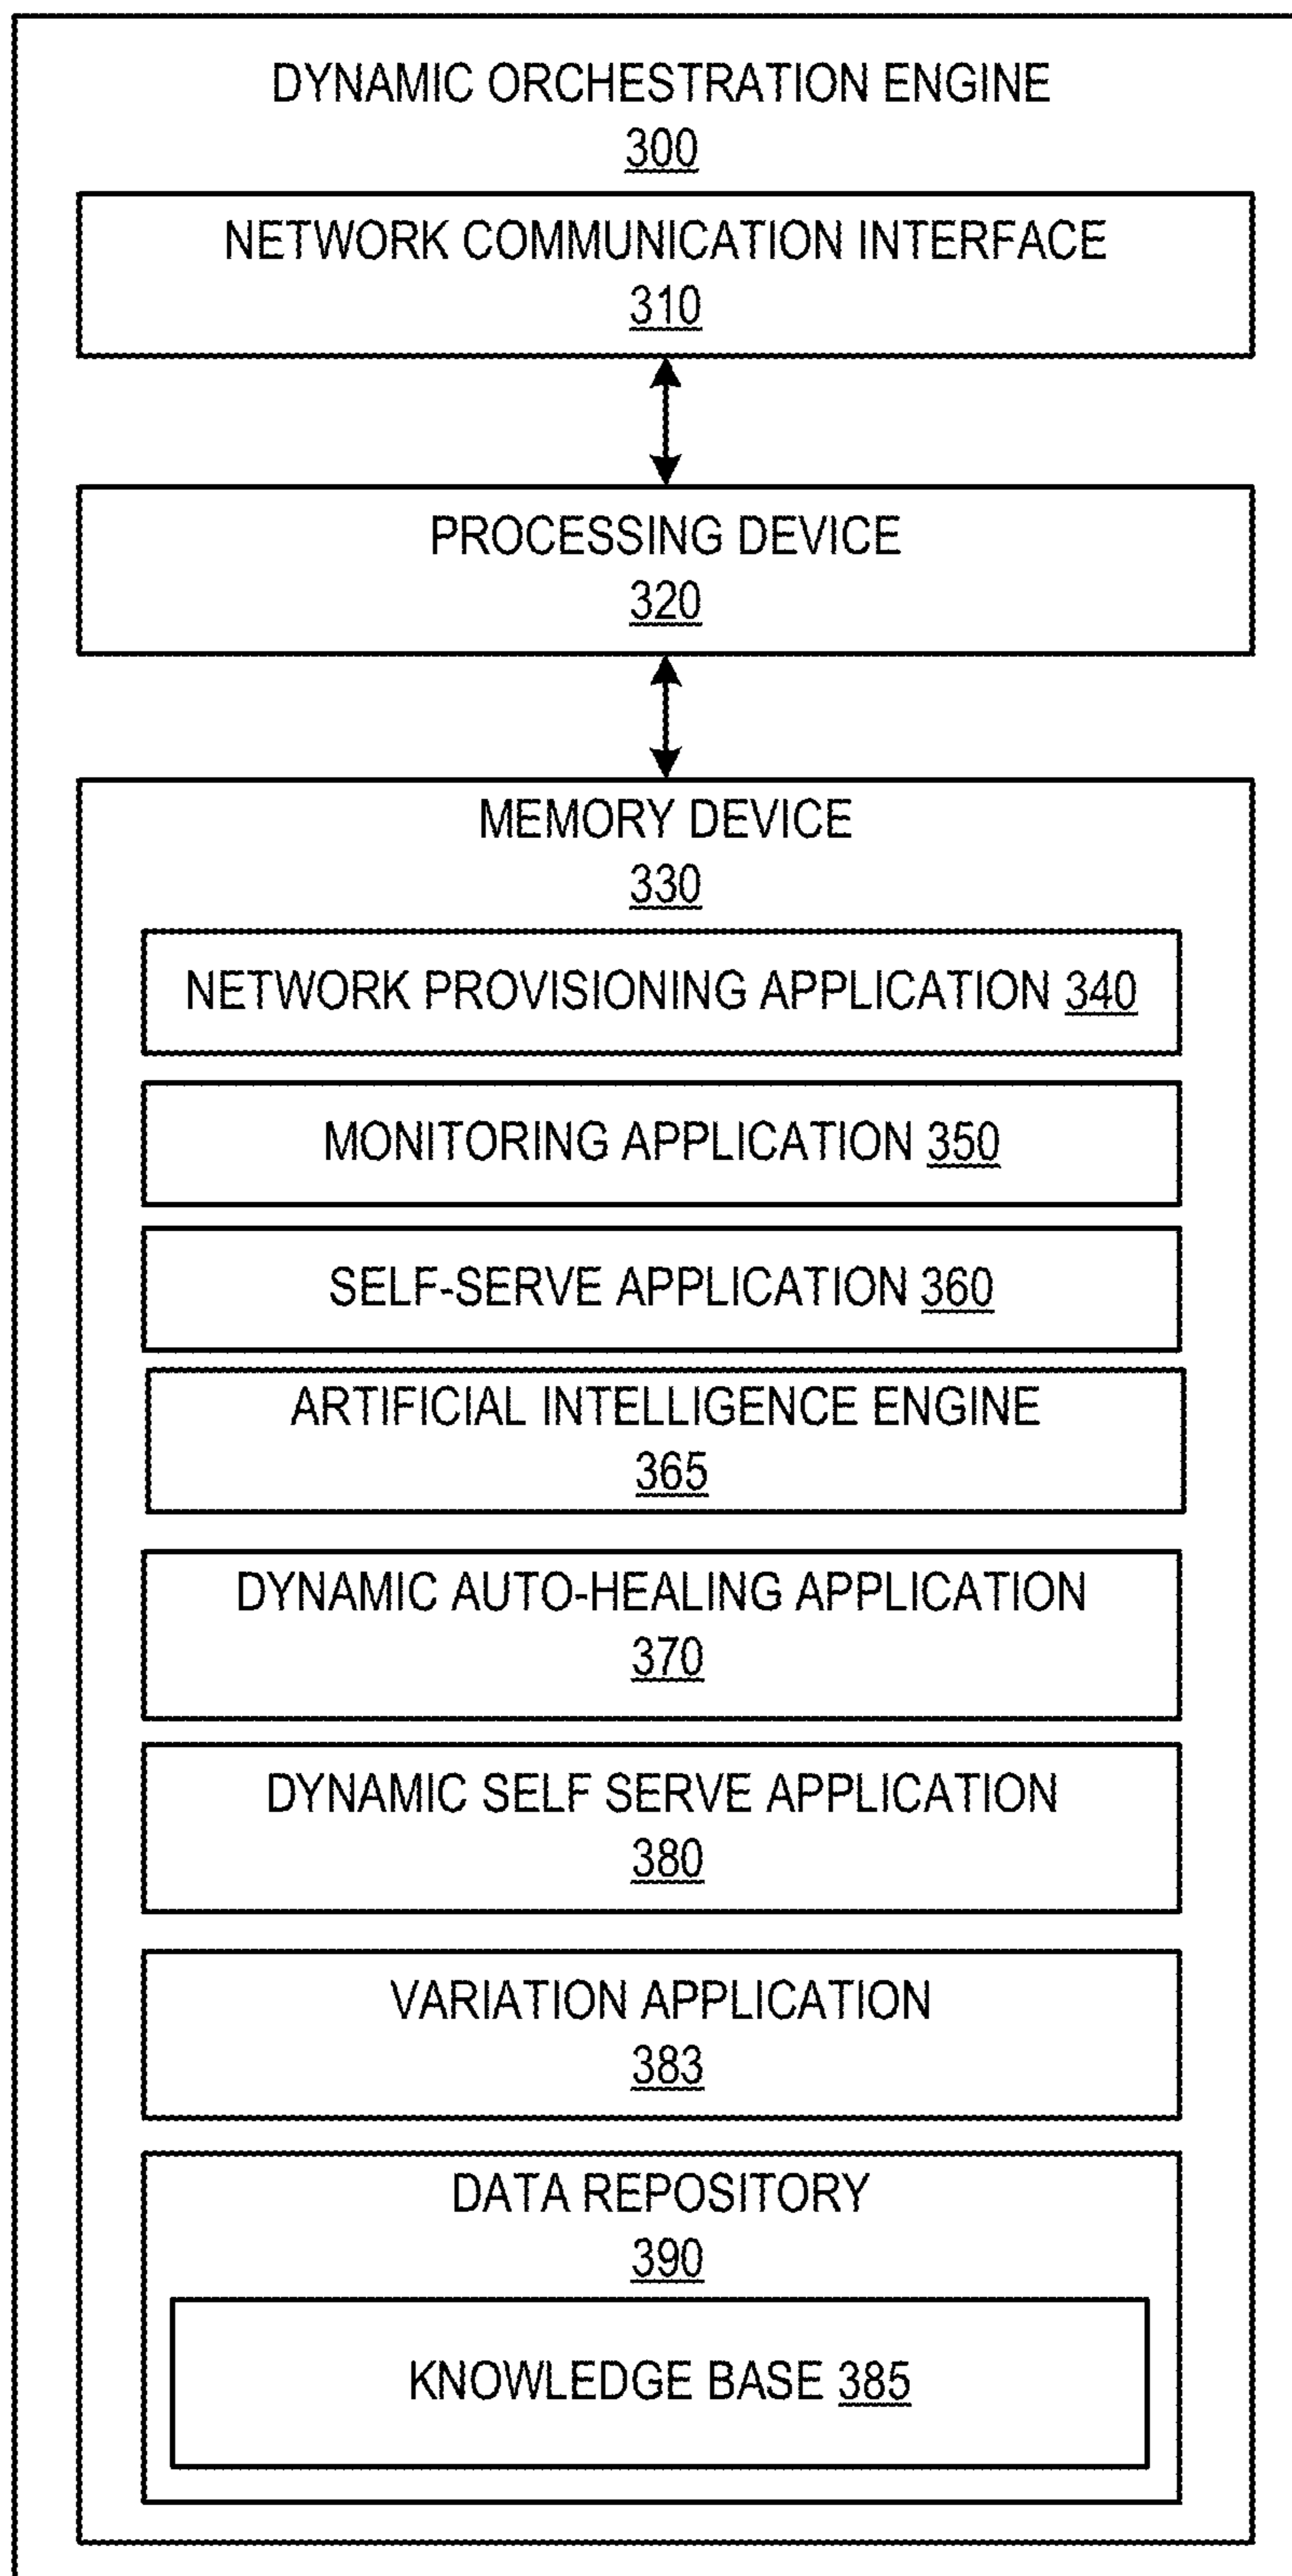 DYNAMIC ORCHESTRATION ENGINE
300
NETWORK COMMUNICATION INTERFACE
310
PROCESSING DEVICE
320
MEMORY DEVICE
330
NETWORK PROVISIONING APPLICATION 340
MONITORING APPLICATION 350
SELF-SERVE APPLICATION 360
ARTIFICIAL INTELLIGENCE ENGINE
365
DYNAMIC AUTO-HEALING APPLICATION
370
DYNAMIC SELF SERVE APPLICATION
380
VARIATION APPLICATION
383
DATA REPOSITORY
390
KNOWLEDGE BASE 385